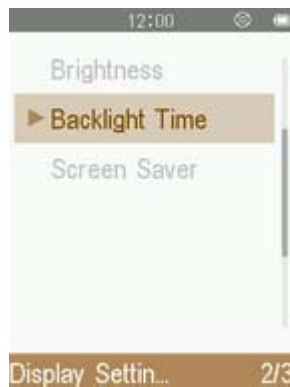 12:00
Brightness
Backlight Time
Screen Saver
Display Settin... 2/3